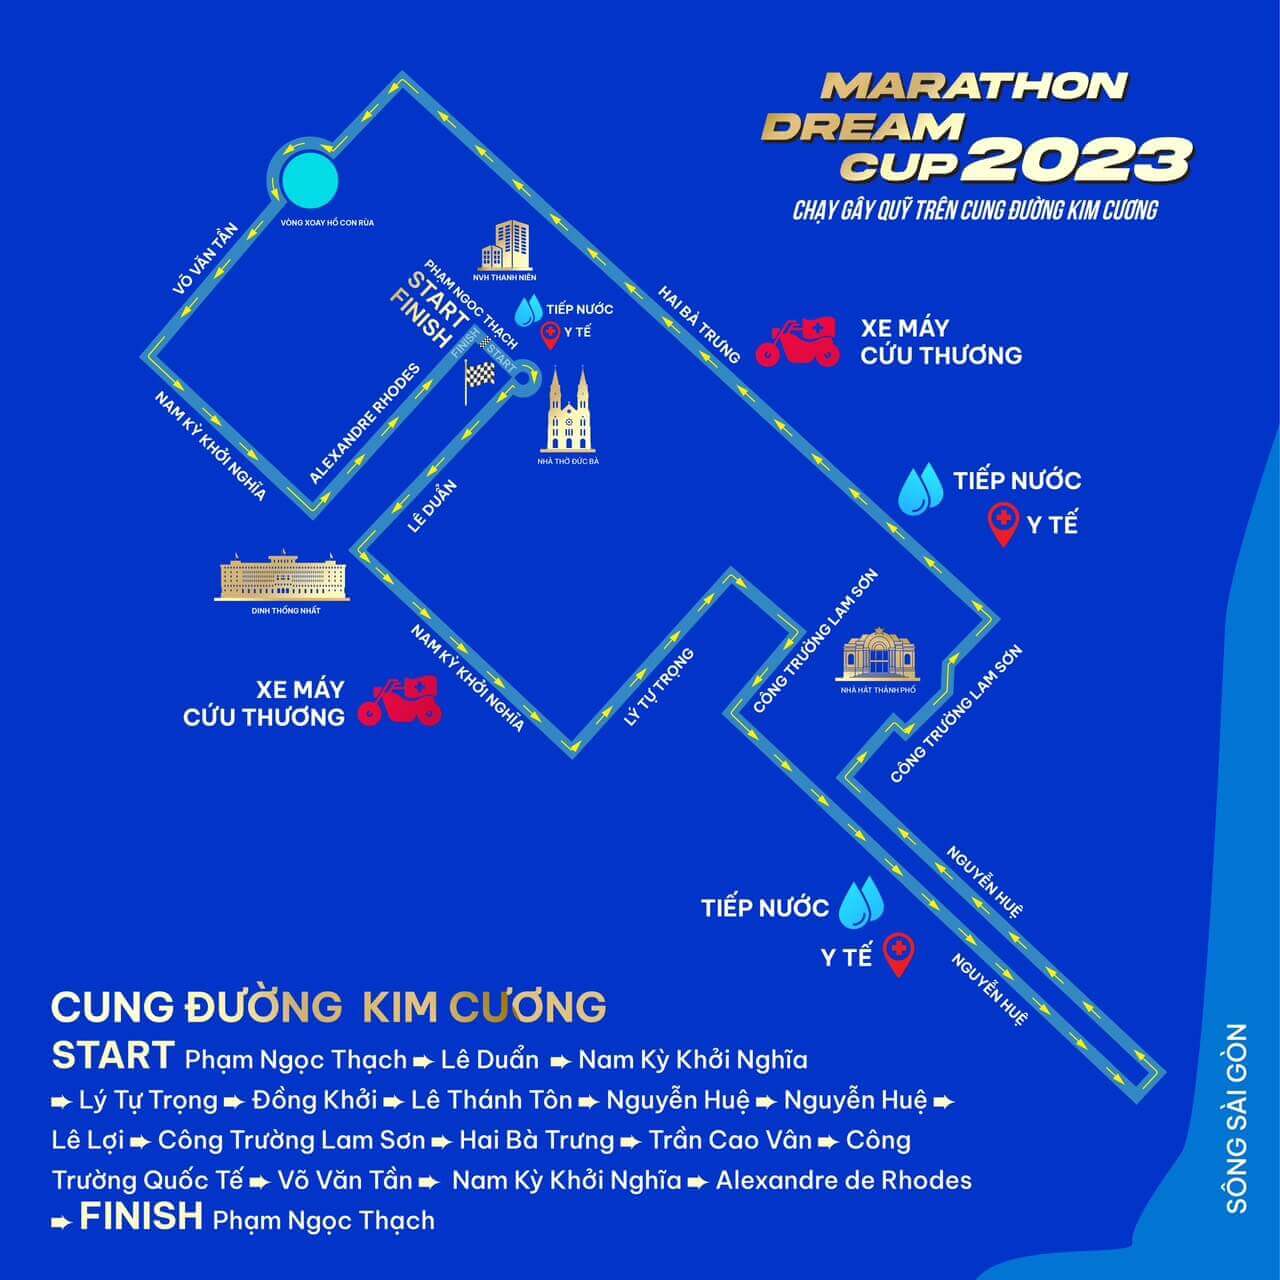 MARATHON
DREAM
CUP 2023
CHẠY GÂY QUỸ TRÊN CUNG ĐƯỜNG KIM CƯƠNG
VÒNG XOAY HỒ CON RÙA
VÕ VĂN TẦN
NVH THANH NIÊN
PHẠM NGỌC THẠCH
START
FINISH
TIẾP NƯỚC
Y TẾ
FINISH
START
HAI BÀ TRƯNG
XE MÁY
CỨU THƯƠNG
NAM KỲ KHỞI NGHĨA
ALEXANDRE RHODES
NHÀ THỜ ĐỨC BÀ
LÊ DUẨN
TIẾP NƯỚC
Y TẾ
DINH THỐNG NHẤT
NAM KỲ KHỞI NGHĨA
LÝ TỰ TRỌNG
CÔNG TRƯỜNG LAM SƠN
NHÀ HÁT THÀNH PHỐ
CÔNG TRƯỜNG LAM SƠN
XE MÁY
CỨU THƯƠNG
NGUYỄN HUỆ
TIẾP NƯỚC
Y TẾ
NGUYỄN HUỆ
SÔNG SÀI GÒN
CUNG ĐƯỜNG KIM CƯƠNG
START Phạm Ngọc Thạch ➨ Lê Duẩn ➨ Nam Kỳ Khởi Nghĩa
➨ Lý Tự Trọng ➨ Đồng Khởi ➨ Lê Thánh Tôn ➨ Nguyễn Huệ ➨ Nguyễn Huệ ➨
Lê Lợi ➨ Công Trường Lam Sơn ➨ Hai Bà Trưng ➨ Trần Cao Vân ➨ Công
Trường Quốc Tế ➨ Võ Văn Tần ➨ Nam Kỳ Khởi Nghĩa ➨ Alexandre de Rhodes
➨ FINISH Phạm Ngọc Thạch